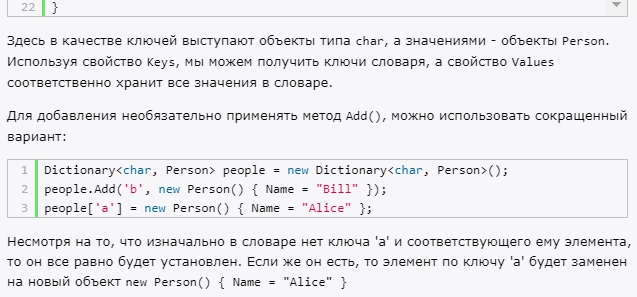 22 }
Здесь в качестве ключей выступают объекты типа char, а значениями - объекты Person.
Используя свойство Keys, мы можем получить ключи словаря, а свойство Values
соответственно хранит все значения в словаре.
Для добавления необязательно применять метод Add(), можно использовать сокращенный
вариант:
1 Dictionary<char, Person> people = new Dictionary<char, Person>();
2 people.Add('b', new Person() { Name = "Bill" });
3 people['a'] = new Person() { Name = "Alice" };
Несмотря на то, что изначально в словаре нет ключа 'a' и соответствующего ему элемента,
то он все равно будет установлен. Если же он есть, то элемент по ключу 'a' будет заменен
на новый объект new Person() { Name = "Alice" }